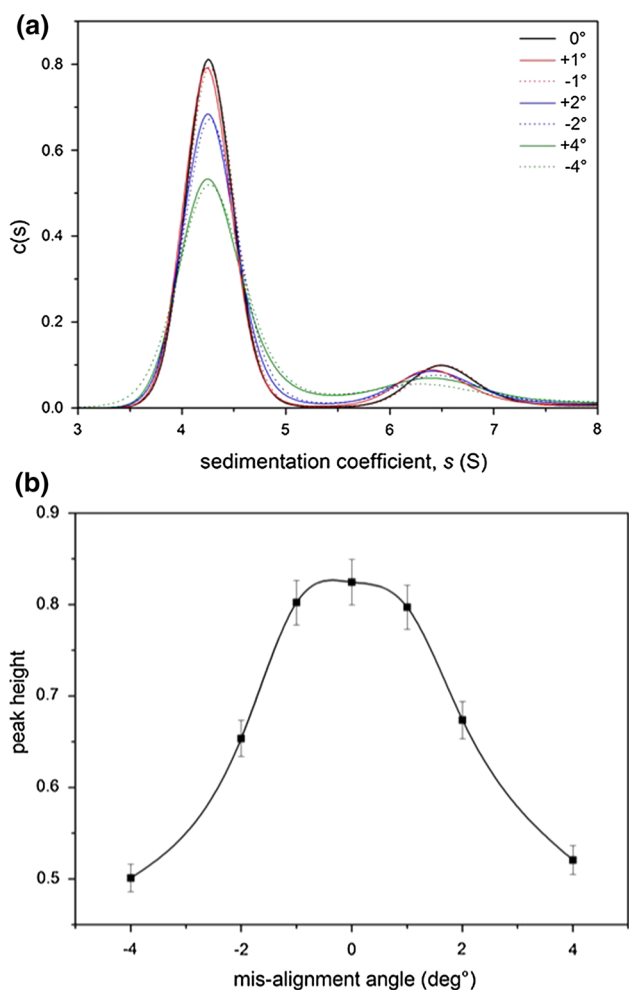 (a)
0.8
0.6
0.4
0.2
0.0
c(s)
0°
+1°
-1°
+2°
-2°
+4°
-4°
3 4 5 6 7 8
sedimentation coefficient, s (S)
(b)
0.9
0.8
0.7
0.6
0.5
peak height
-4 -2 0 2 4
mis-alignment angle (deg°)